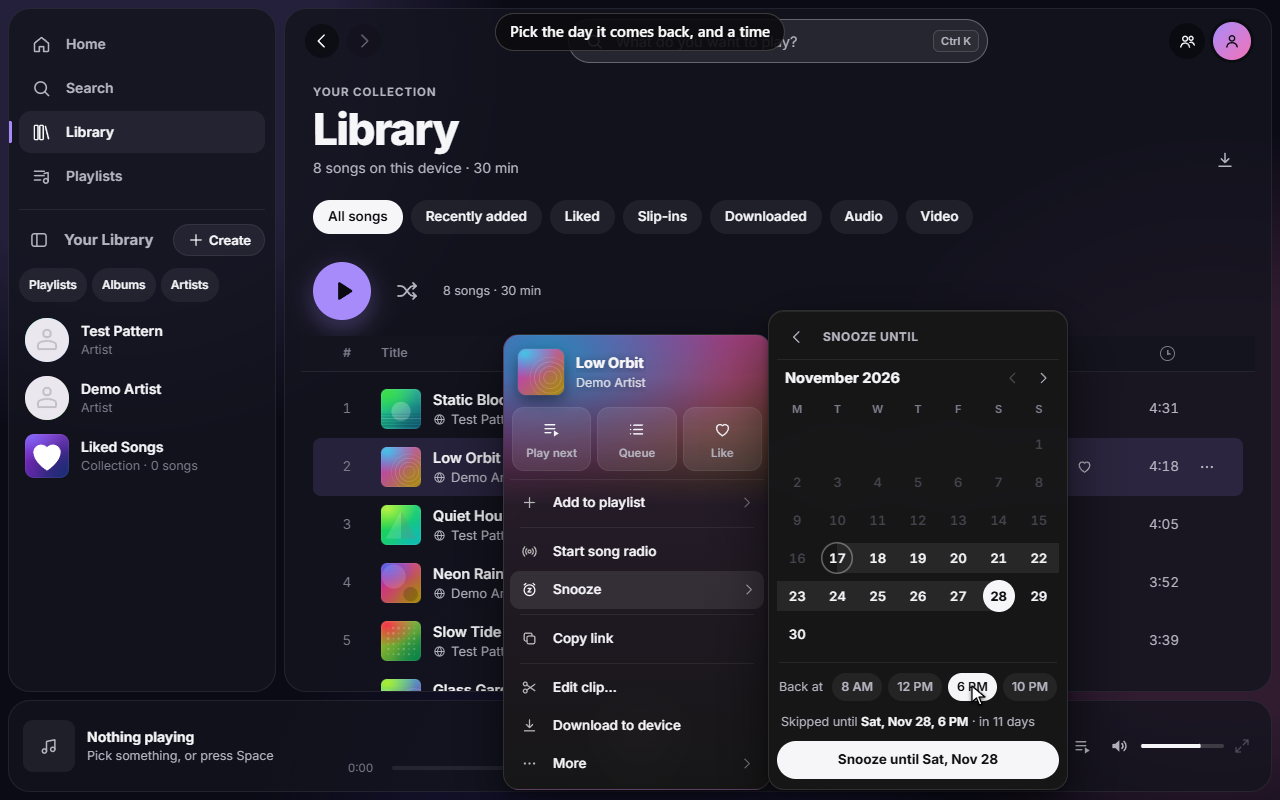 Home
Search
Library
Playlists
Your Library
Create
Playlists
Albums
Artists
Test Pattern
Artist
Demo Artist
Artist
Liked Songs
Collection · 0 songs
Pick the day it comes back, and a time
play?
Ctrl K
YOUR COLLECTION
Library
8 songs on this device · 30 min
All songs
Recently added
Liked
Slip-ins
Downloaded
Audio
Video
8 songs · 30 min
# Title
1
Static
Test
4:31
2
Low Orbit
Demo
4:18
3
Quiet
Test
4:05
4
Neon Rain
Demo
3:52
5
Slow Tide
Test
3:39
Glass
Low Orbit
Demo Artist
Play next
Queue
Like
Add to playlist
Start song radio
Snooze
Copy link
Edit clip...
Download to device
More
SNOOZE UNTIL
November 2026
M T W T F S S
1
2 3 4 5 6 7 8
9 10 11 12 13 14 15
16 17 18 19 20 21 22
23 24 25 26 27 28 29
30
Back at
8 AM
12 PM
6 PM
10 PM
Skipped until Sat, Nov 28, 6 PM · in 11 days
Snooze until Sat, Nov 28
Nothing playing
Pick something, or press Space
0:00